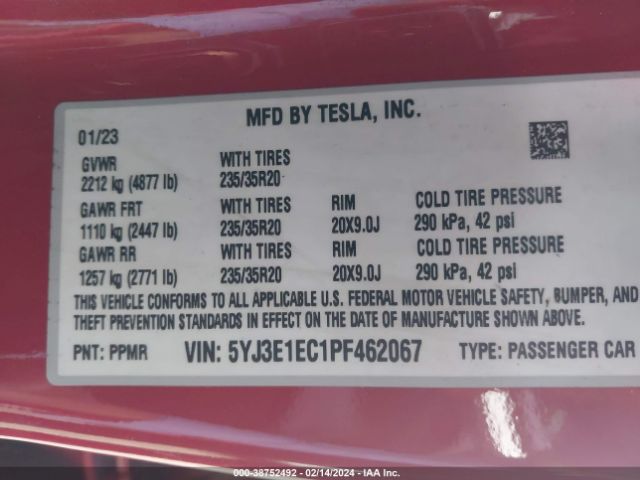 MFD BY TESLA, INC.
01/23
GVWR WITH TIRES
2212 kg (4877 lb) 235/35R20
GAWR FRT WITH TIRES RIM COLD TIRE PRESSURE
1110 kg (2447 lb) 235/35R20 20X9.0J 290 kPa, 42 psi
GAWR RR WITH TIRES RIM COLD TIRE PRESSURE
1257 kg (2771 lb) 235/35R20 20X9.0J 290 kPa, 42 psi
THIS VEHICLE CONFORMS TO ALL APPLICABLE U.S. FEDERAL MOTOR VEHICLE SAFETY, BUMPER, AND
THEFT PREVENTION STANDARDS IN EFFECT ON THE DATE OF MANUFACTURE SHOWN ABOVE.
PNT: PPMR VIN: 5YJ3E1EC1PF462067 TYPE: PASSENGER CAR
000-38752492 - 02/14/2024 - IAA Inc.